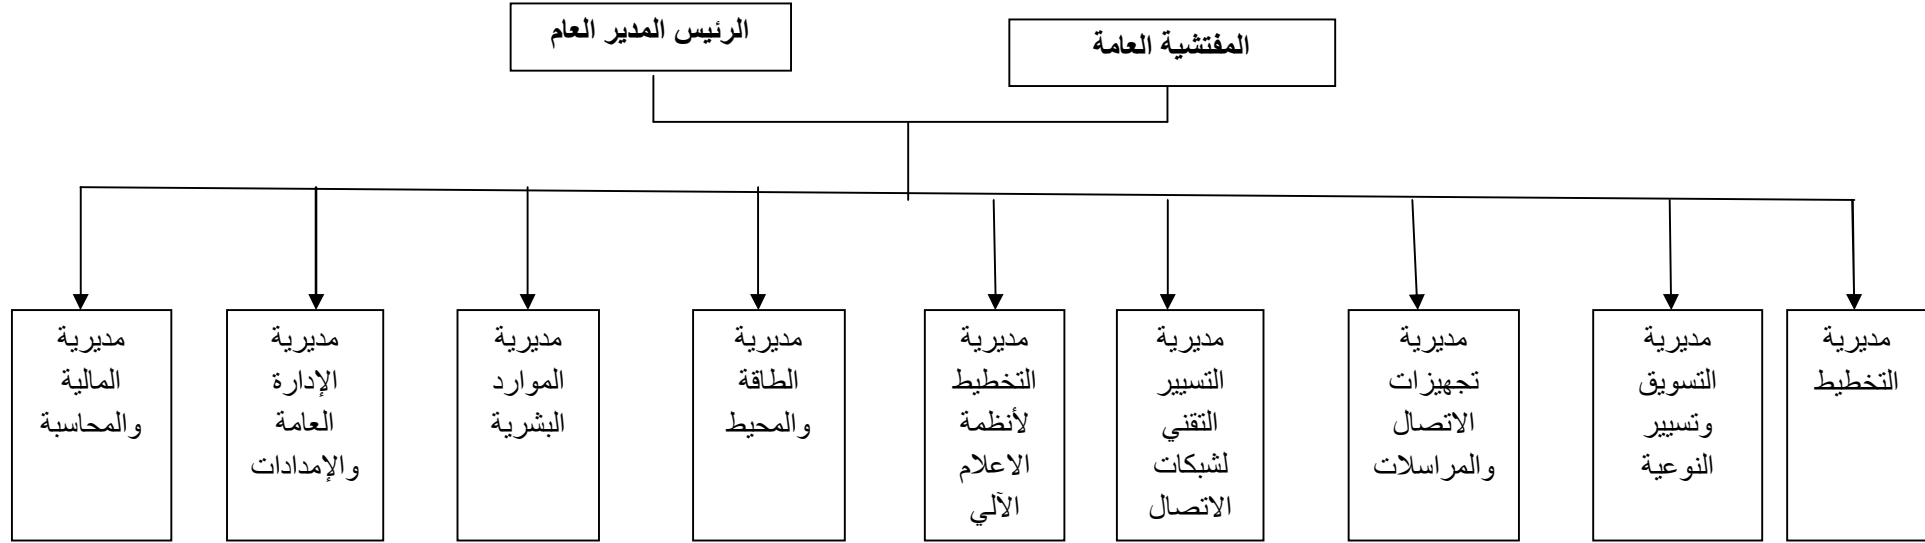 الرئيس المدير العام
المفتشية العامة
مديرية
التخطيط
مديرية
التسويق
وتسيير
النوعية
مديرية
تجهيزات
الاتصال
والمراسلات
مديرية
التسيير
التقني
لشبكات
الاتصال
مديرية
التخطيط
لأنظمة
الاعلام
الآلي
مديرية
الطاقة
والمحيط
مديرية
الموارد
البشرية
مديرية
الإدارة
العامة
والإمدادات
مديرية
المالية
والمحاسبة